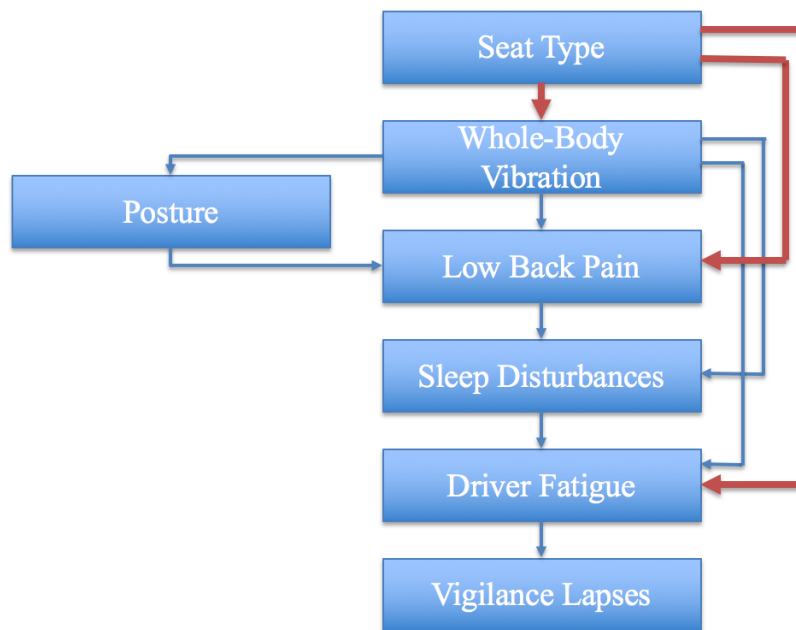 Seat Type
Whole-Body
Vibration
Posture
Low Back Pain
Sleep Disturbances
Driver Fatigue
Vigilance Lapses